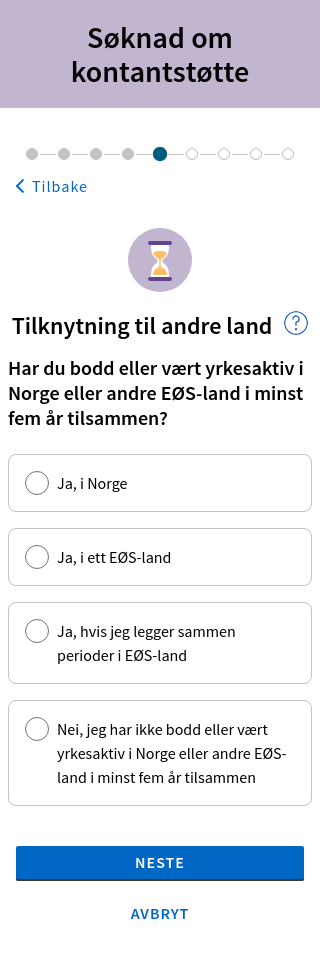 Søknad om
kontantstøtte
Tilbake
Tilknytning til andre land
Har du bodd eller vært yrkesaktiv i
Norge eller andre EØS-land i minst
fem år tilsammen?
Ja, i Norge
Ja, i ett EØS-land
Ja, hvis jeg legger sammen
perioder i EØS-land
Nei, jeg har ikke bodd eller vært
yrkesaktiv i Norge eller andre EØS-
land i minst fem år tilsammen
NESTE
AVBRYT